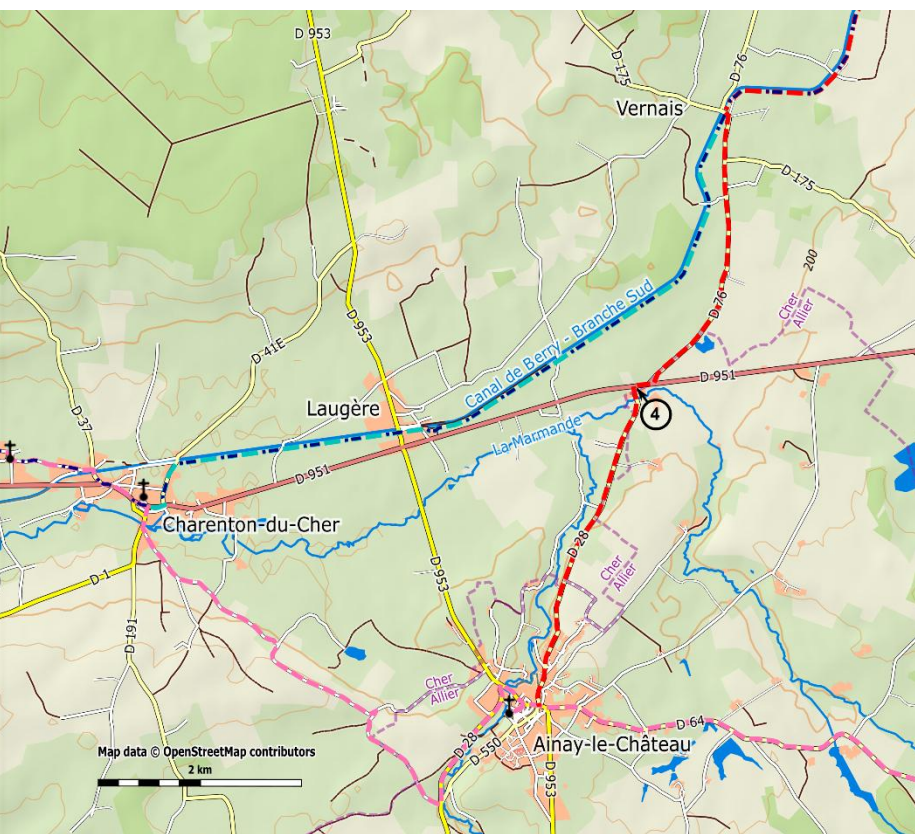 D 953
D-175
D-76
Vernais
D-175
200
Cher
Allier
D-76
Canal de Berry - Branche Sud
D-953
D-41E
D 951
Laugère
4
D-37
La Marmande
D-951
Charenton-du-Cher
D-28
D-1
D-953
Cher
Allier
D-191
Cher
Allier
D 64
Ainay-le-Château
D-28
D-550
Map data © OpenStreetMap contributors
2 km
D-953